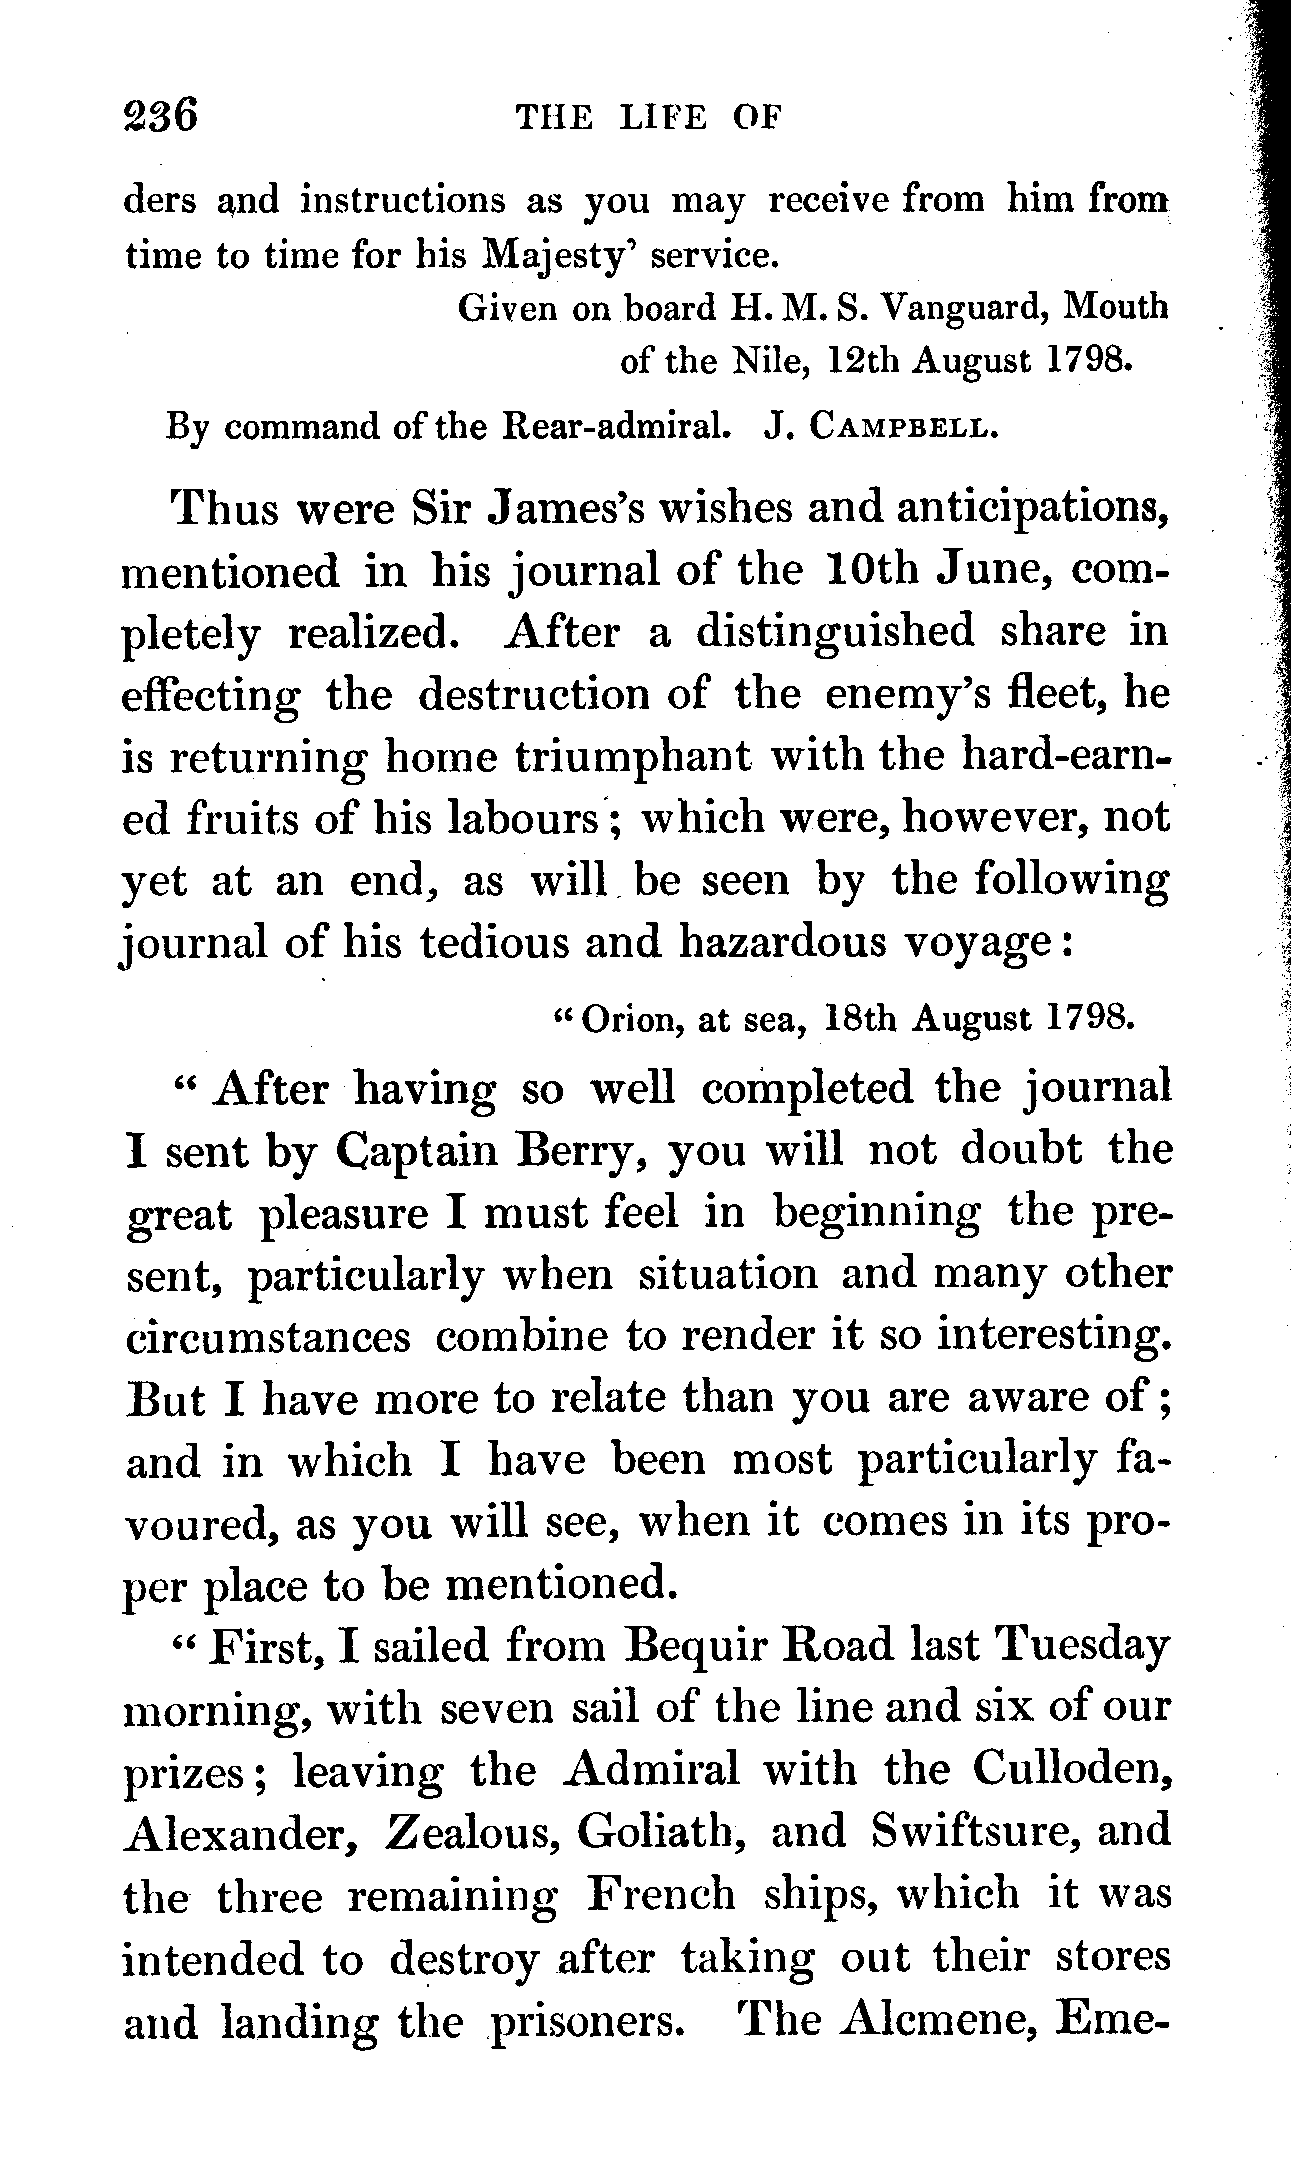 236 THE LIFE OF
ders and instructions as you may receive from him from
time to time for his Majesty' service.
Given on board H. M. S. Vanguard, Mouth
of the Nile, 12th August 1798.
By command of the Rear-admiral. J. CAMPBELL.
Thus were Sir James's wishes and anticipations,
mentioned in his journal of the 10th June, com-
pletely realized. After a distinguished share in
effecting the destruction of the enemy's fleet, he
is returning home triumphant with the hard-earn-
ed fruits of his labours; which were, however, not
yet at an end, as will be seen by the following
journal of his tedious and hazardous voyage:
“Orion, at sea, 18th August 1798.
“After having so well completed the journal
I sent by Captain Berry, you will not doubt the
great pleasure I must feel in beginning the pre-
sent, particularly when situation and many other
circumstances combine to render it so interesting.
But I have more to relate than you are aware of;
and in which I have been most particularly fa-
voured, as you will see, when it comes in its pro-
per place to be mentioned.
“First, I sailed from Bequir Road last Tuesday
morning, with seven sail of the line and six of our
prizes; leaving the Admiral with the Culloden,
Alexander, Zealous, Goliath, and Swiftsure, and
the three remaining French ships, which it was
intended to destroy after taking out their stores
and landing the prisoners. The Alcmene, Eme-